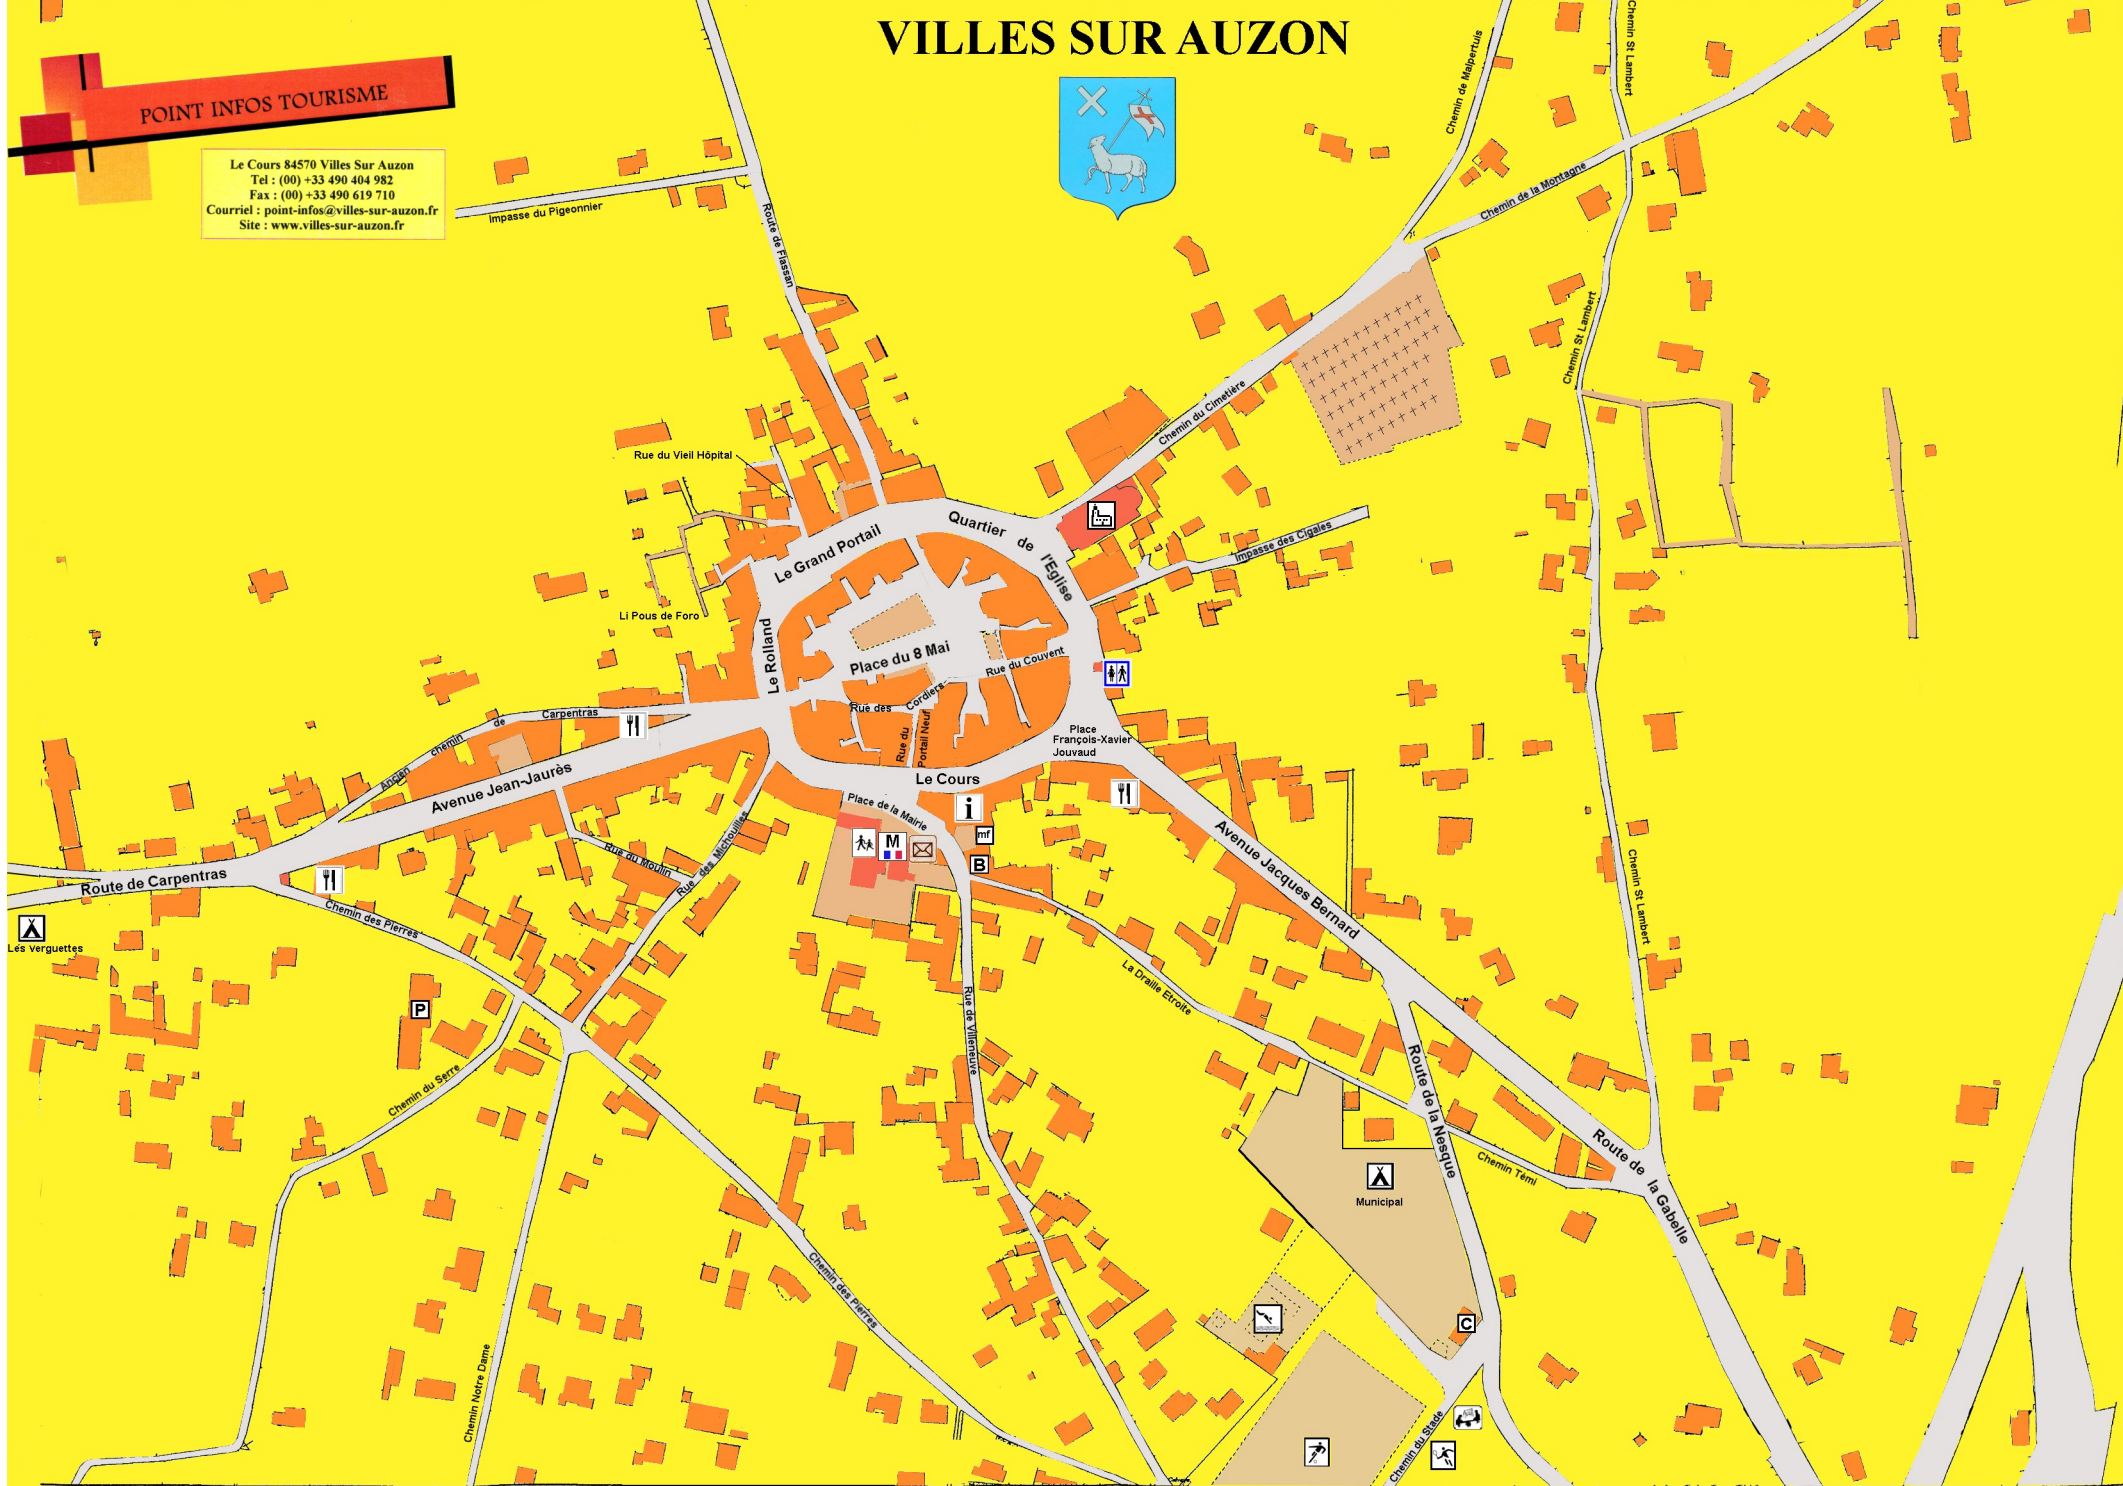 VILLES SUR AUZON
POINT INFOS TOURISME
Le Cours 84570 Villes Sur Auzon
Tel : (00) +33 490 404 982
Fax : (00) +33 490 619 710
Courriel : point-infos@villes-sur-auzon.fr
Site : www.villes-sur-auzon.fr
Impasse du Pigeonnier
Route de Flassan
Chemin de Malpertuis
Chemin St Lambert
Chemin de la Montagne
Chemin St Lambert
Chemin du Cimetière
Rue du Vieil Hôpital
Le Grand Portail
Quartier de l'Eglise
Impasse des Cigales
Li Pous de Foro
Le Rolland
Place du 8 Mai
Rue du Couvent
Rue des Cordiers
Rue du
Portail Neuf
Ancien chemin de Carpentras
Avenue Jean-Jaurès
Place
François-Xavier
Jouvaud
Le Cours
Place de la Mairie
i
mf
M
B
Rue du Moulin
Rue des Michouilles
Avenue Jacques Bernard
Chemin St Lambert
Route de Carpentras
Chemin des Pierres
Les Verguettes
P
La Draille Etroite
Rue de Villeneuve
Chemin du Serre
Route de la Nesque
Chemin Témi
Route de la Gabelle
Municipal
C
Chemin des Pierres
Chemin Notre Dame
Chemin du Stade